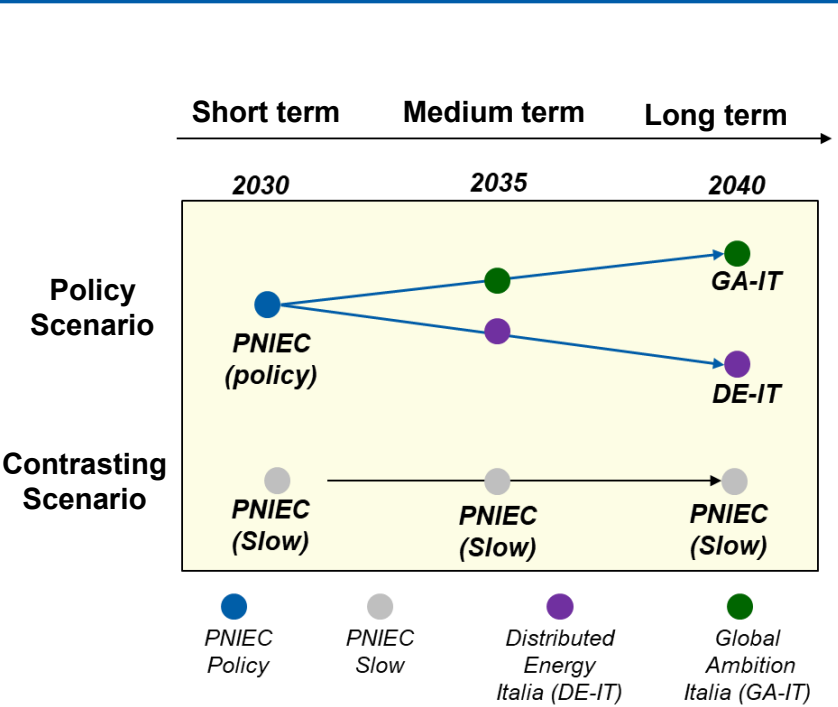 Short term Medium term Long term
2030 2035 2040
Policy
Scenario
GA-IT
PNIEC
(policy)
DE-IT
Contrasting
Scenario
PNIEC
(Slow)
PNIEC
(Slow)
PNIEC
(Slow)
PNIEC
Policy
PNIEC
Slow
Distributed
Energy
Italia (DE-IT)
Global
Ambition
Italia (GA-IT)